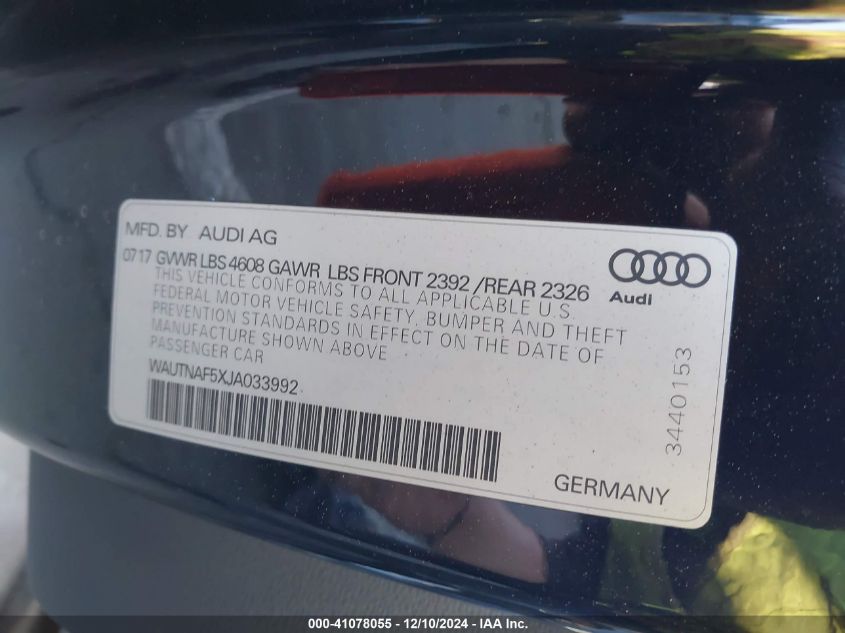 MFD. BY AUDI AG
0717 GVWR LBS 4608 GAWR LBS FRONT 2392 /REAR 2326
THIS VEHICLE CONFORMS TO ALL APPLICABLE U.S.
FEDERAL MOTOR VEHICLE SAFETY, BUMPER AND THEFT
PREVENTION STANDARDS IN EFFECT ON THE DATE OF
MANUFACTURE SHOWN ABOVE
PASSENGER CAR
WAUTNAF5XJA033992
Audi
3440153
GERMANY
000-41078055 - 12/10/2024 - IAA Inc.